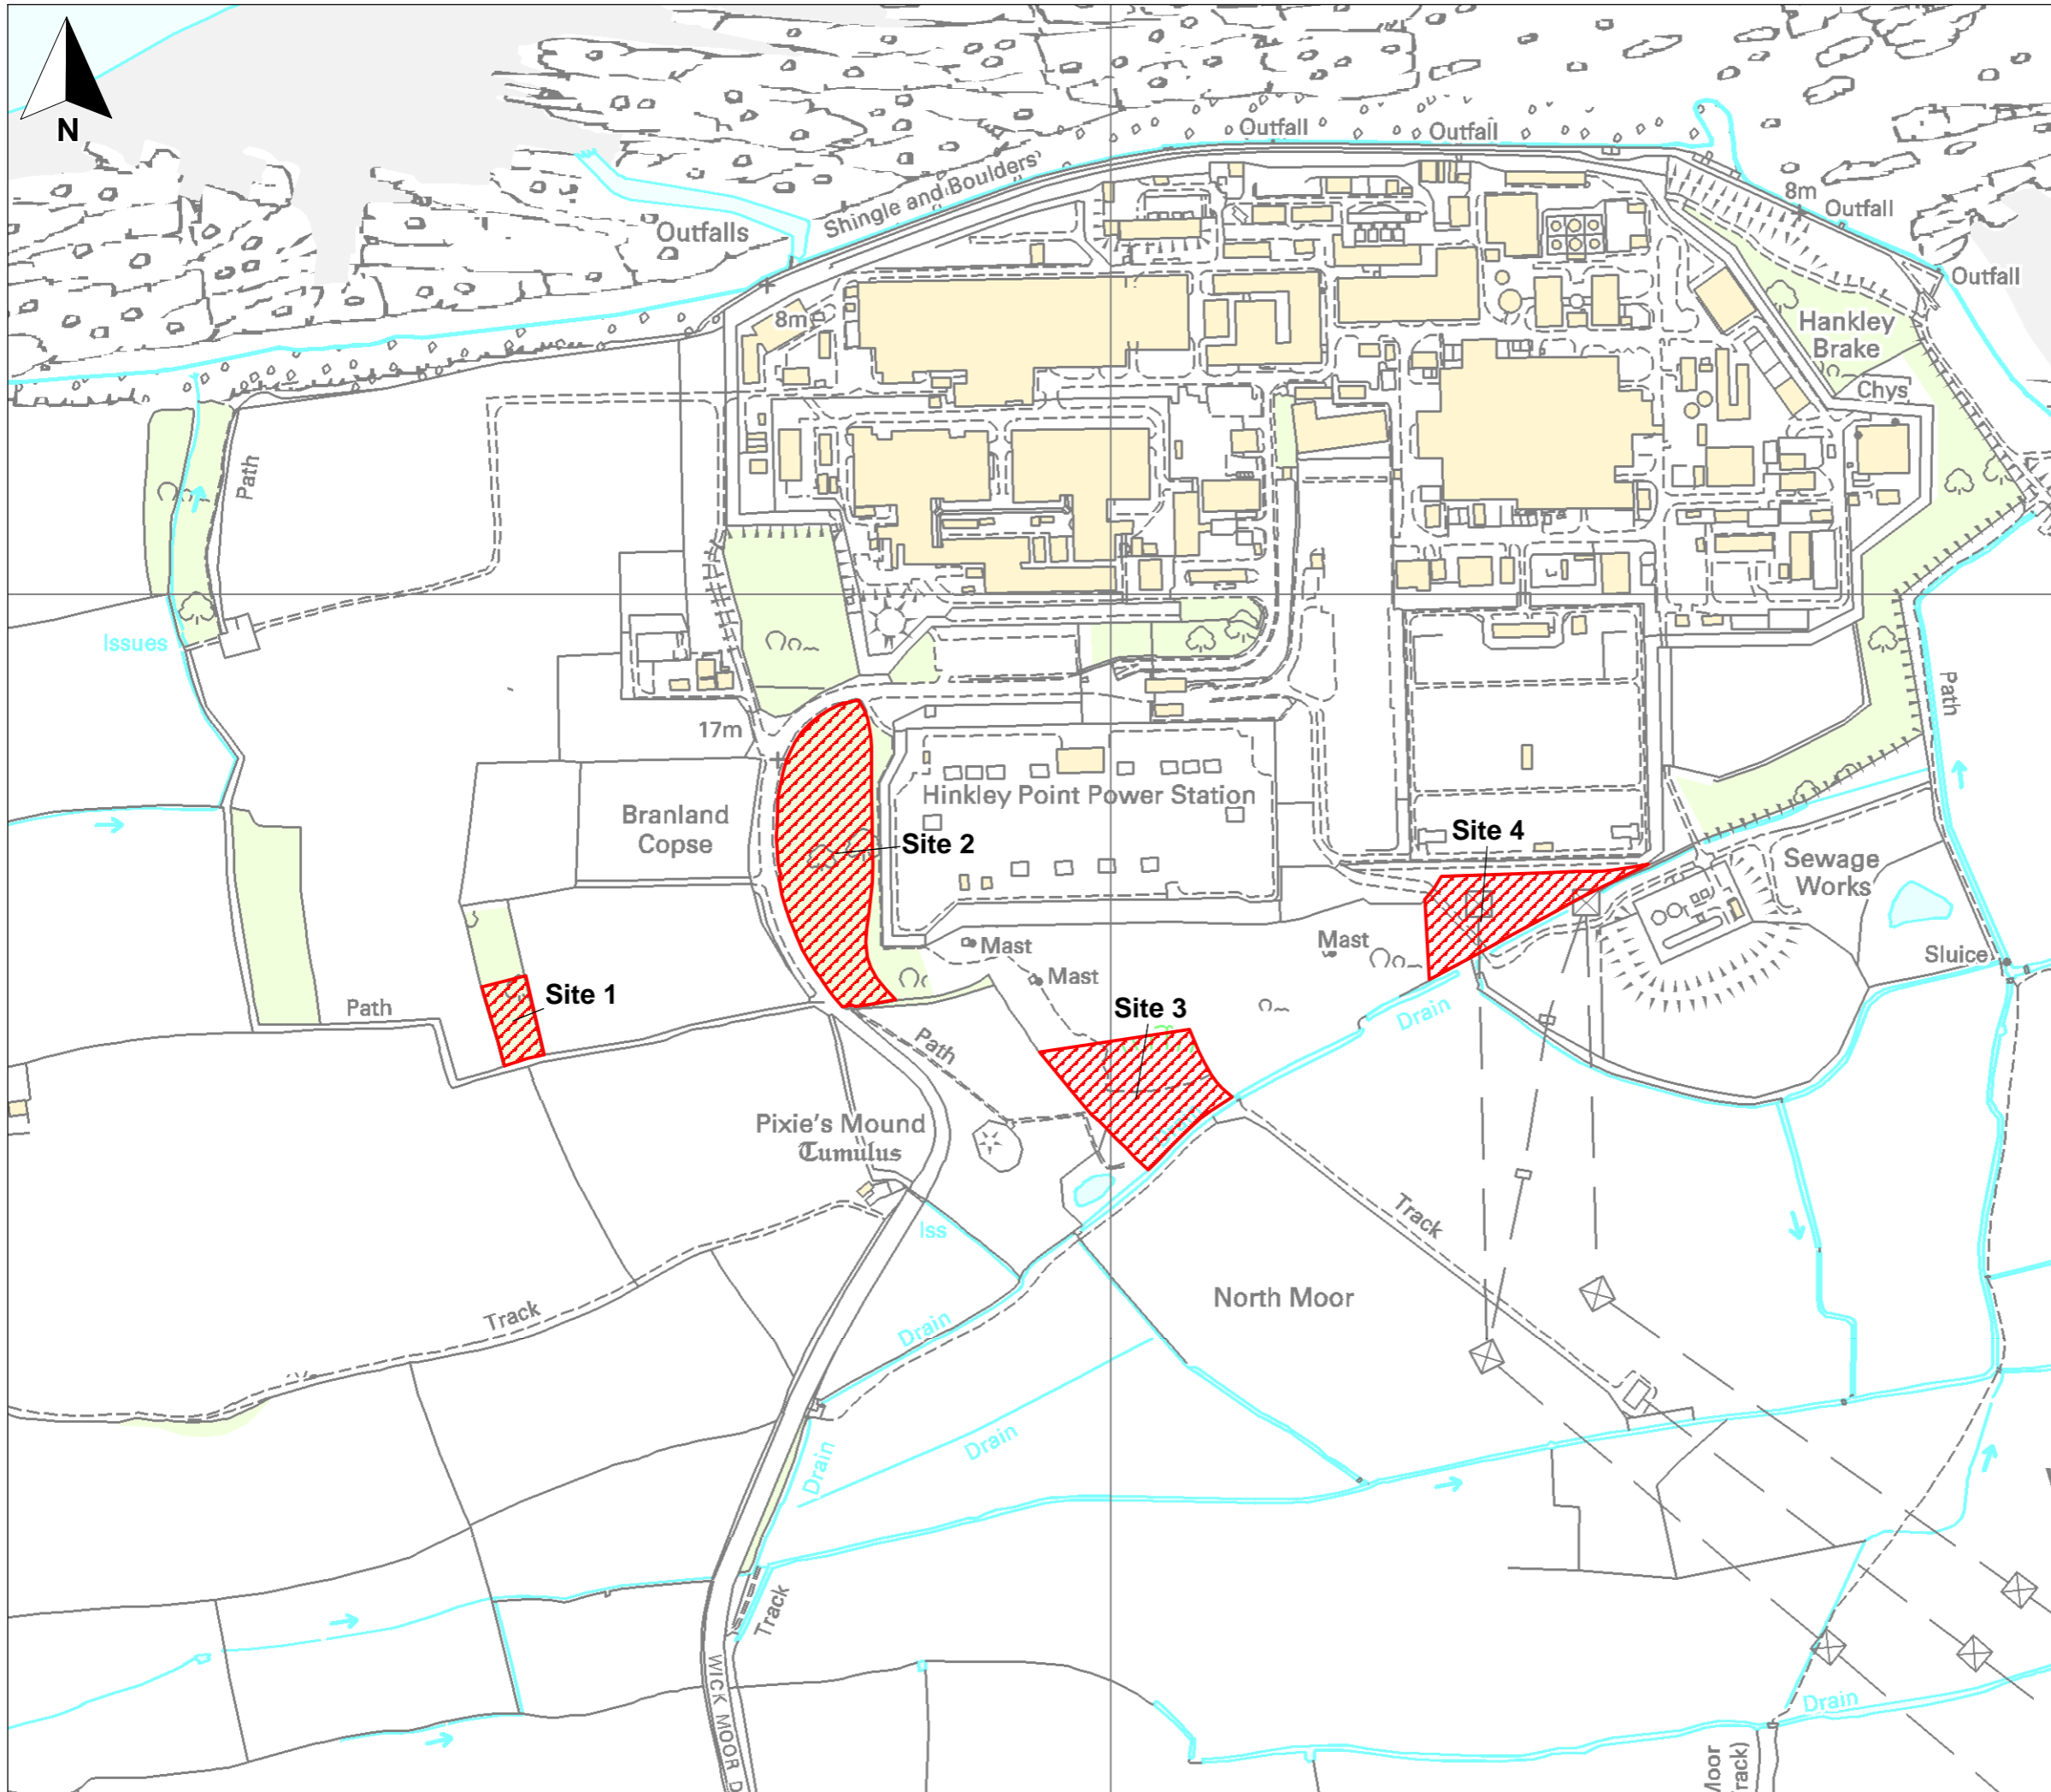 N
Outfall
Outfall
Shingle and Boulders
Outfalls
8m
Outfall
Outfall
8m
Hankley
Brake
Chys
Path
Issues
Path
17m
Branland
Copse
Hinkley Point Power Station
Site 2
Site 4
Sewage
Works
Mast
Mast
Mast
Sluice
Site 1
Path
Site 3
Drain
Path
Pixie's Mound
Tumulus
Iss
Track
North Moor
Track
Drain
Drain
Drain
Track
WICK MOOR D
Drain
Moor
rack)